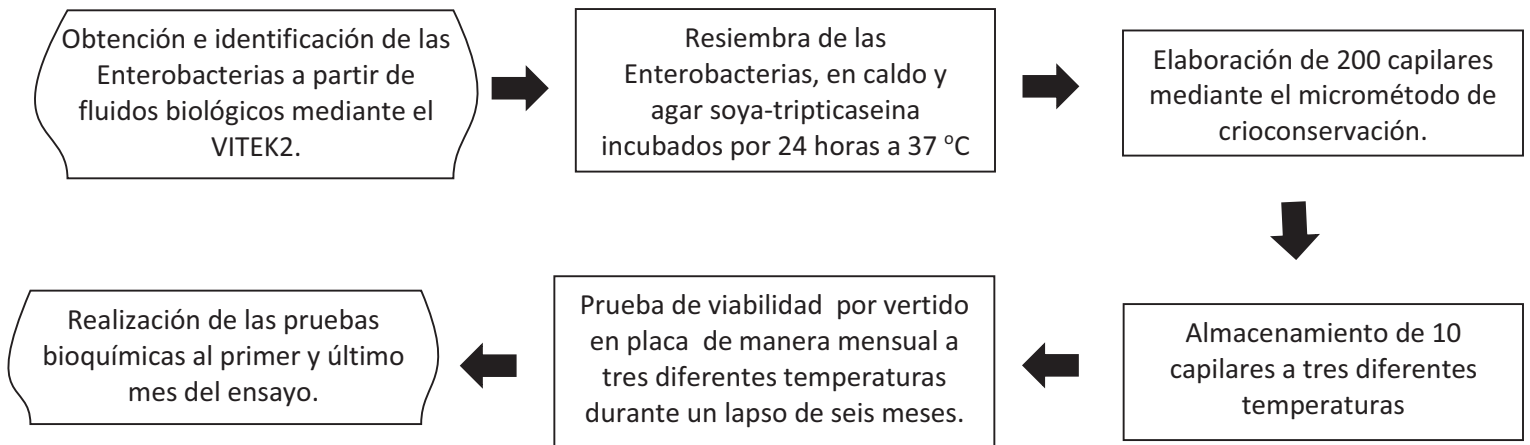 Obtención e identificación de las
Enterobacterias a partir de
fluidos biológicos mediante el
VITEK2.
Resiembra de las
Enterobacterias, en caldo y
agar soya-tripticaseina
incubados por 24 horas a 37 °C
Elaboración de 200 capilares
mediante el micrométodo de
crioconservación.
Almacenamiento de 10
capilares a tres diferentes
temperaturas
Prueba de viabilidad por vertido
en placa de manera mensual a
tres diferentes temperaturas
durante un lapso de seis meses.
Realización de las pruebas
bioquímicas al primer y último
mes del ensayo.